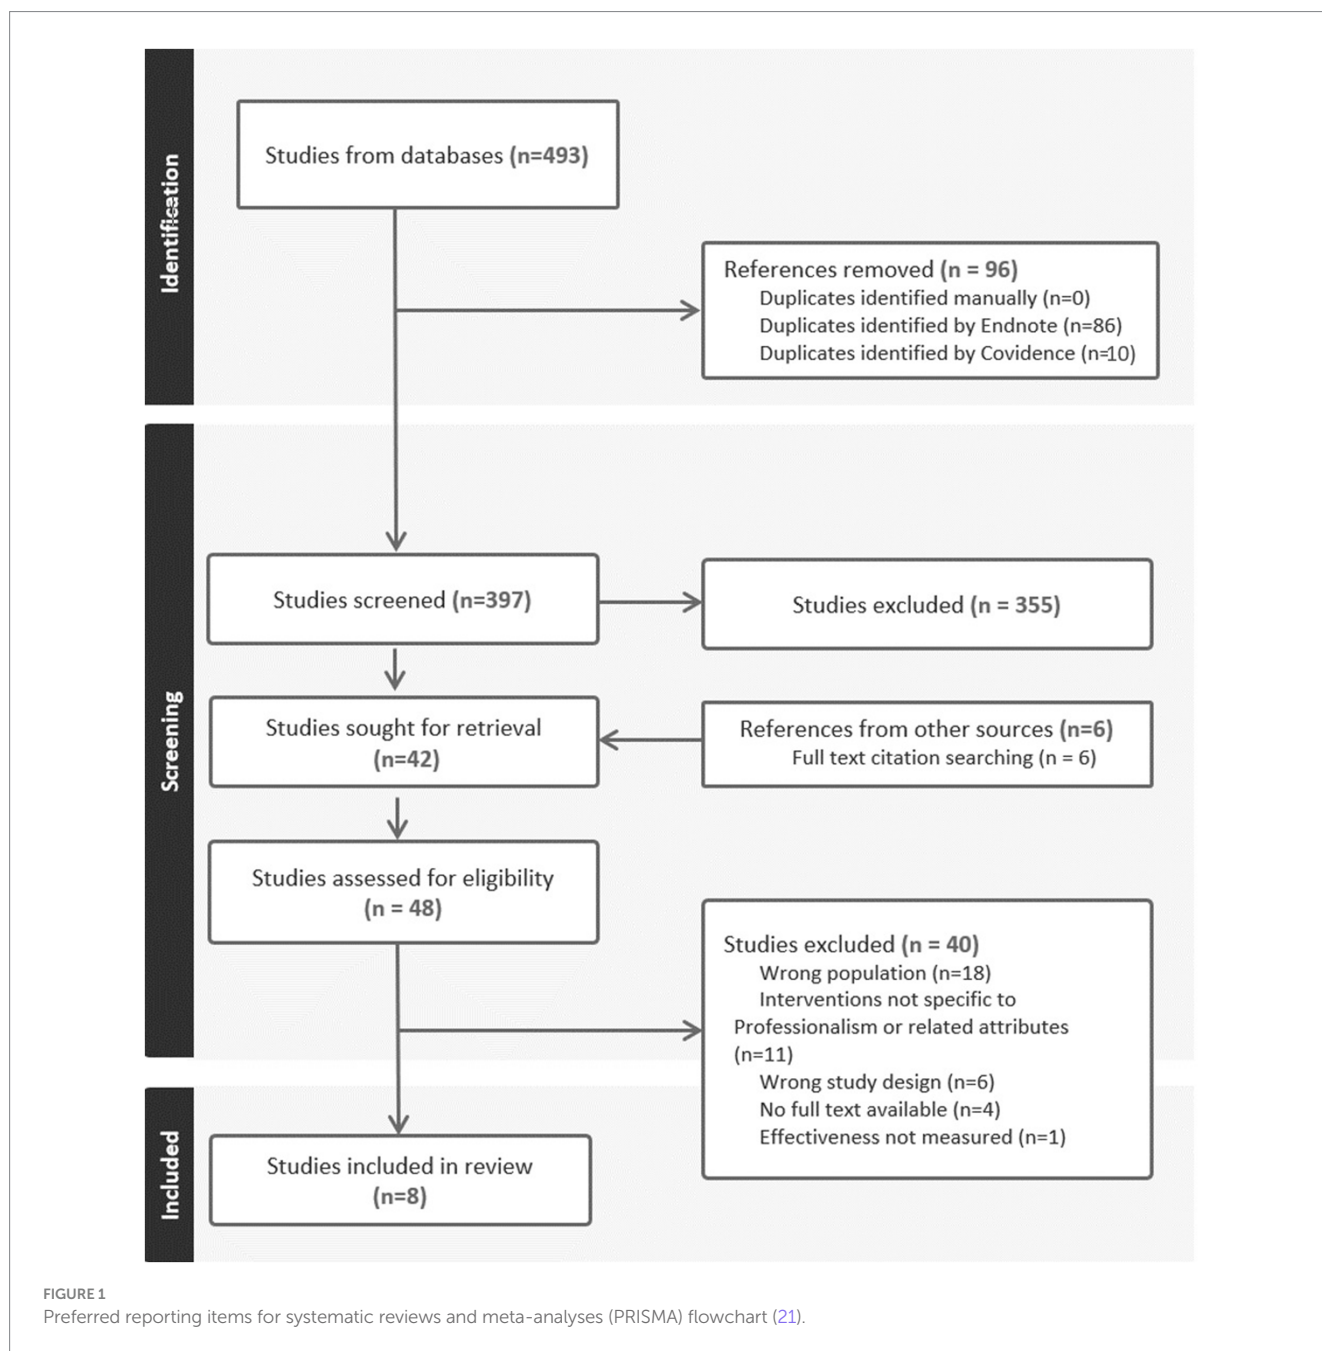 Identification
Studies from databases (n=493)
References removed (n = 96)
Duplicates identified manually (n=0)
Duplicates identified by Endnote (n=86)
Duplicates identified by Covidence (n=10)
Screening
Studies screened (n=397)
Studies excluded (n = 355)
Studies sought for retrieval
(n=42)
References from other sources (n=6)
Full text citation searching (n = 6)
Studies assessed for eligibility
(n = 48)
Studies excluded (n = 40)
Wrong population (n=18)
Interventions not specific to
Professionalism or related attributes
(n=11)
Wrong study design (n=6)
No full text available (n=4)
Effectiveness not measured (n=1)
Included
Studies included in review
(n=8)
FIGURE 1
Preferred reporting items for systematic reviews and meta-analyses (PRISMA) flowchart (21).